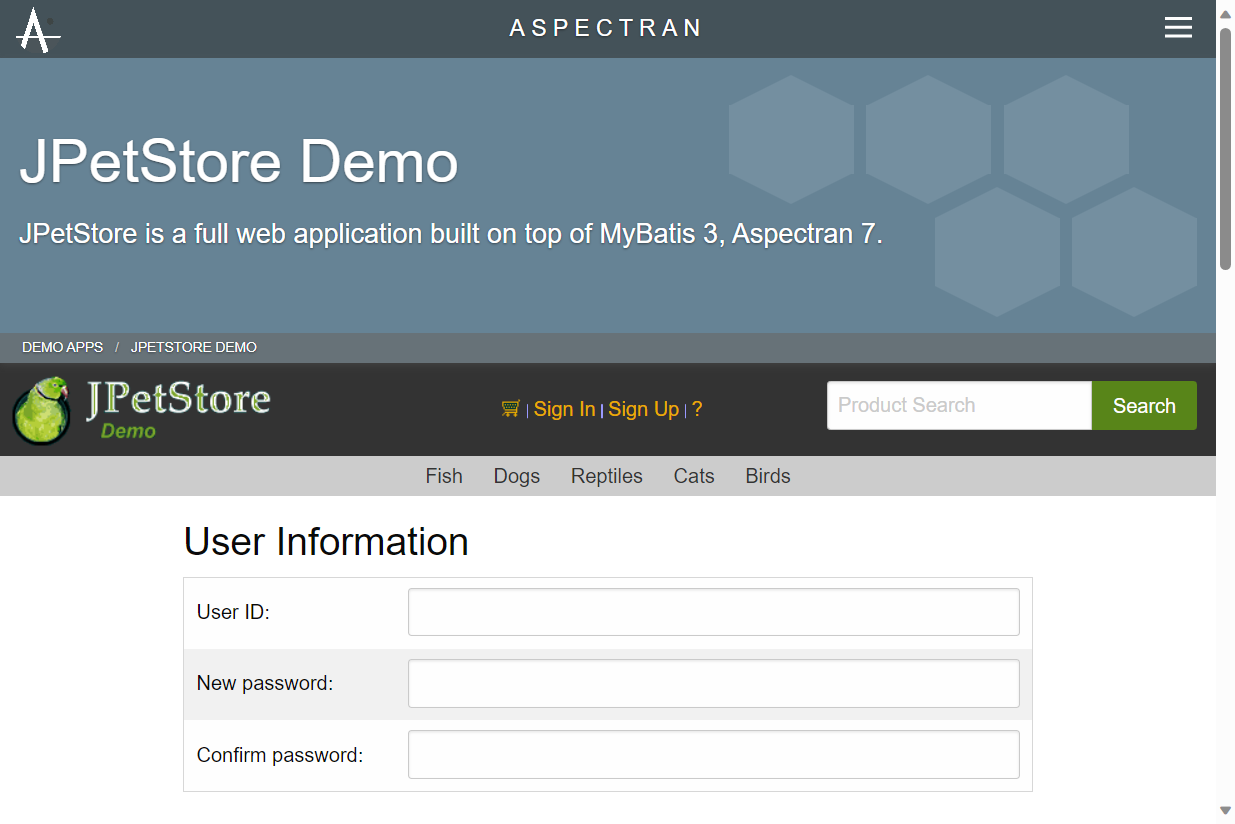 ASPECTRAN
JPetStore Demo
JPetStore is a full web application built on top of MyBatis 3, Aspectran 7.
DEMO APPS / JPETSTORE DEMO
JPetStore
Demo
| Sign In | Sign Up | ?
Product Search
Search
Fish Dogs Reptiles Cats Birds
User Information
User ID:
New password:
Confirm password: